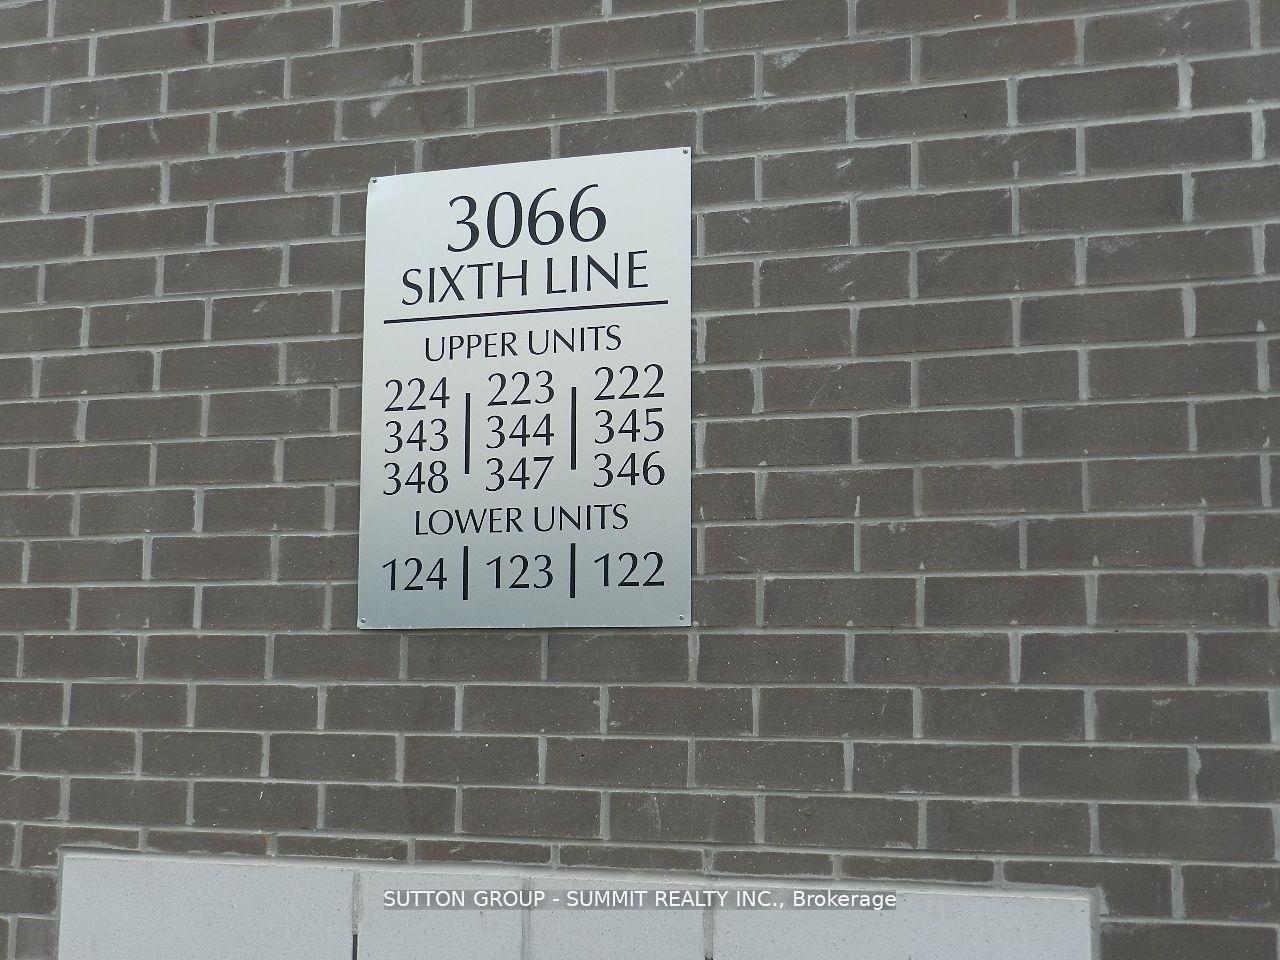 3066
SIXTH LINE
UPPER UNITS
224 | 223 | 222
343 | 344 | 345
348 | 347 | 346
LOWER UNITS
124 | 123 | 122
SUTTON GROUP - SUMMIT REALTY INC., Brokerage